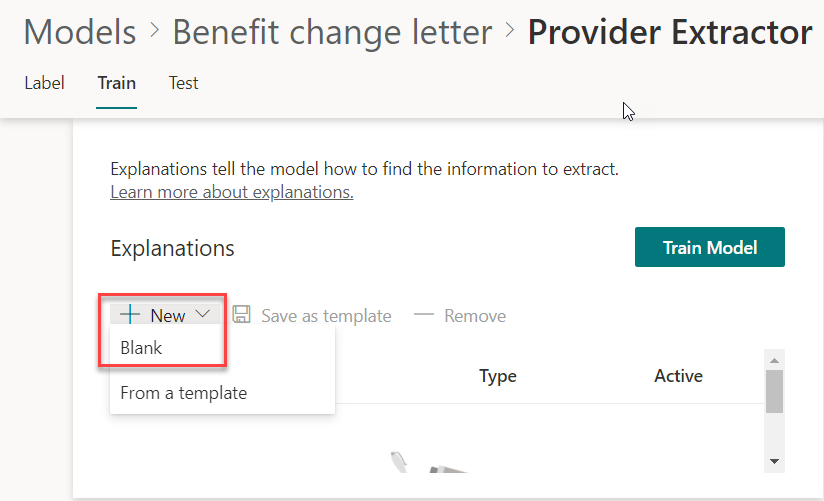 Models > Benefit change letter > Provider Extractor
Label Train Test
Explanations tell the model how to find the information to extract.
Learn more about explanations.
Explanations Train Model
New Save as template Remove
Blank
Type Active
From a template